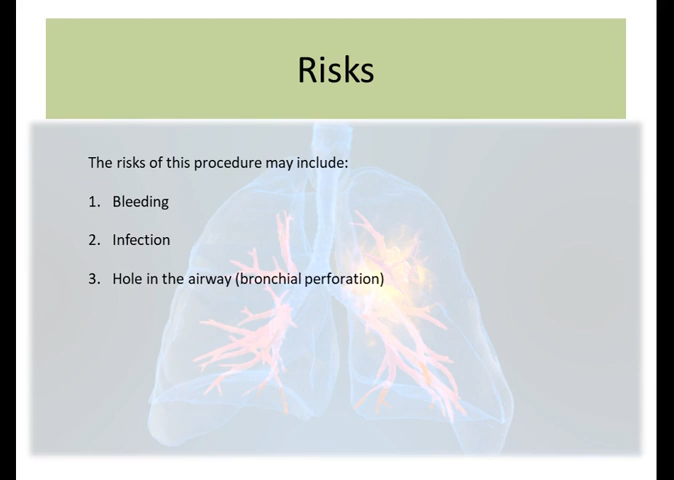 Risks
The risks of this procedure may include:
1. Bleeding
2. Infection
3. Hole in the airway (bronchial perforation)